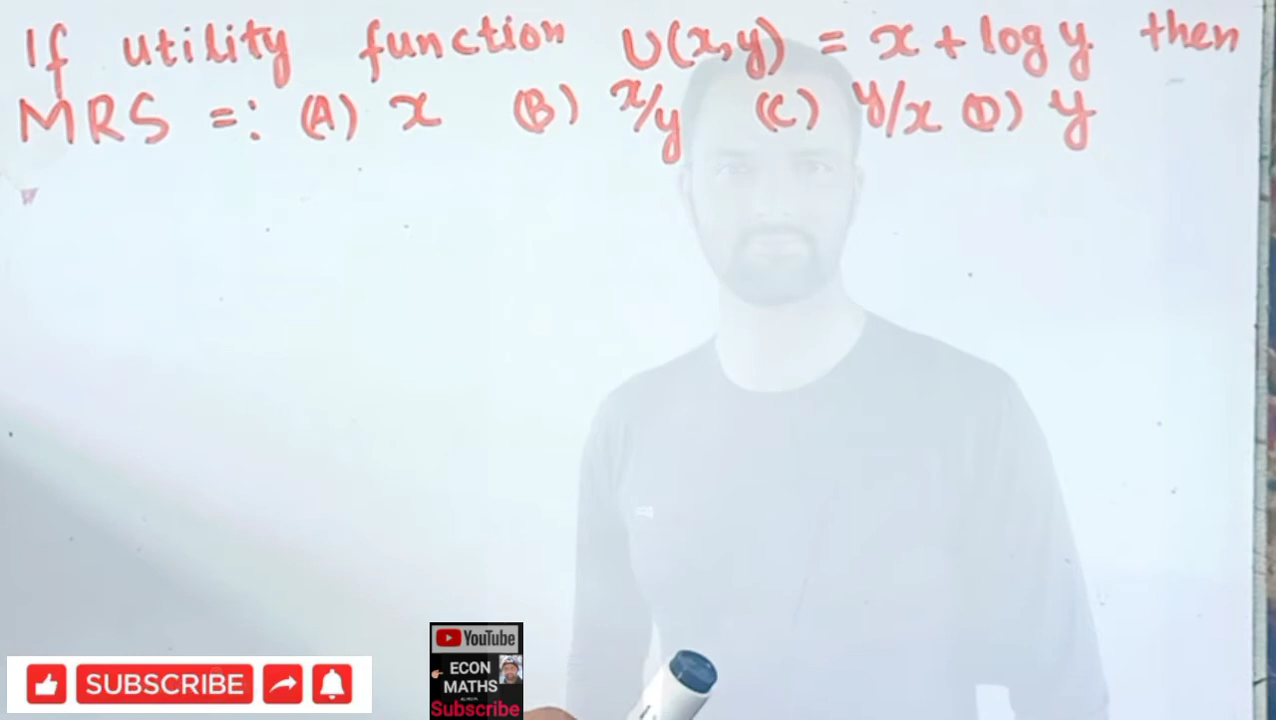 If utility function U(x,y) = x + log y then
MRS =: (A) x (B) x/y (C) y/x (D) y
YouTube
ECON
MATHS
Subscribe
SUBSCRIBE